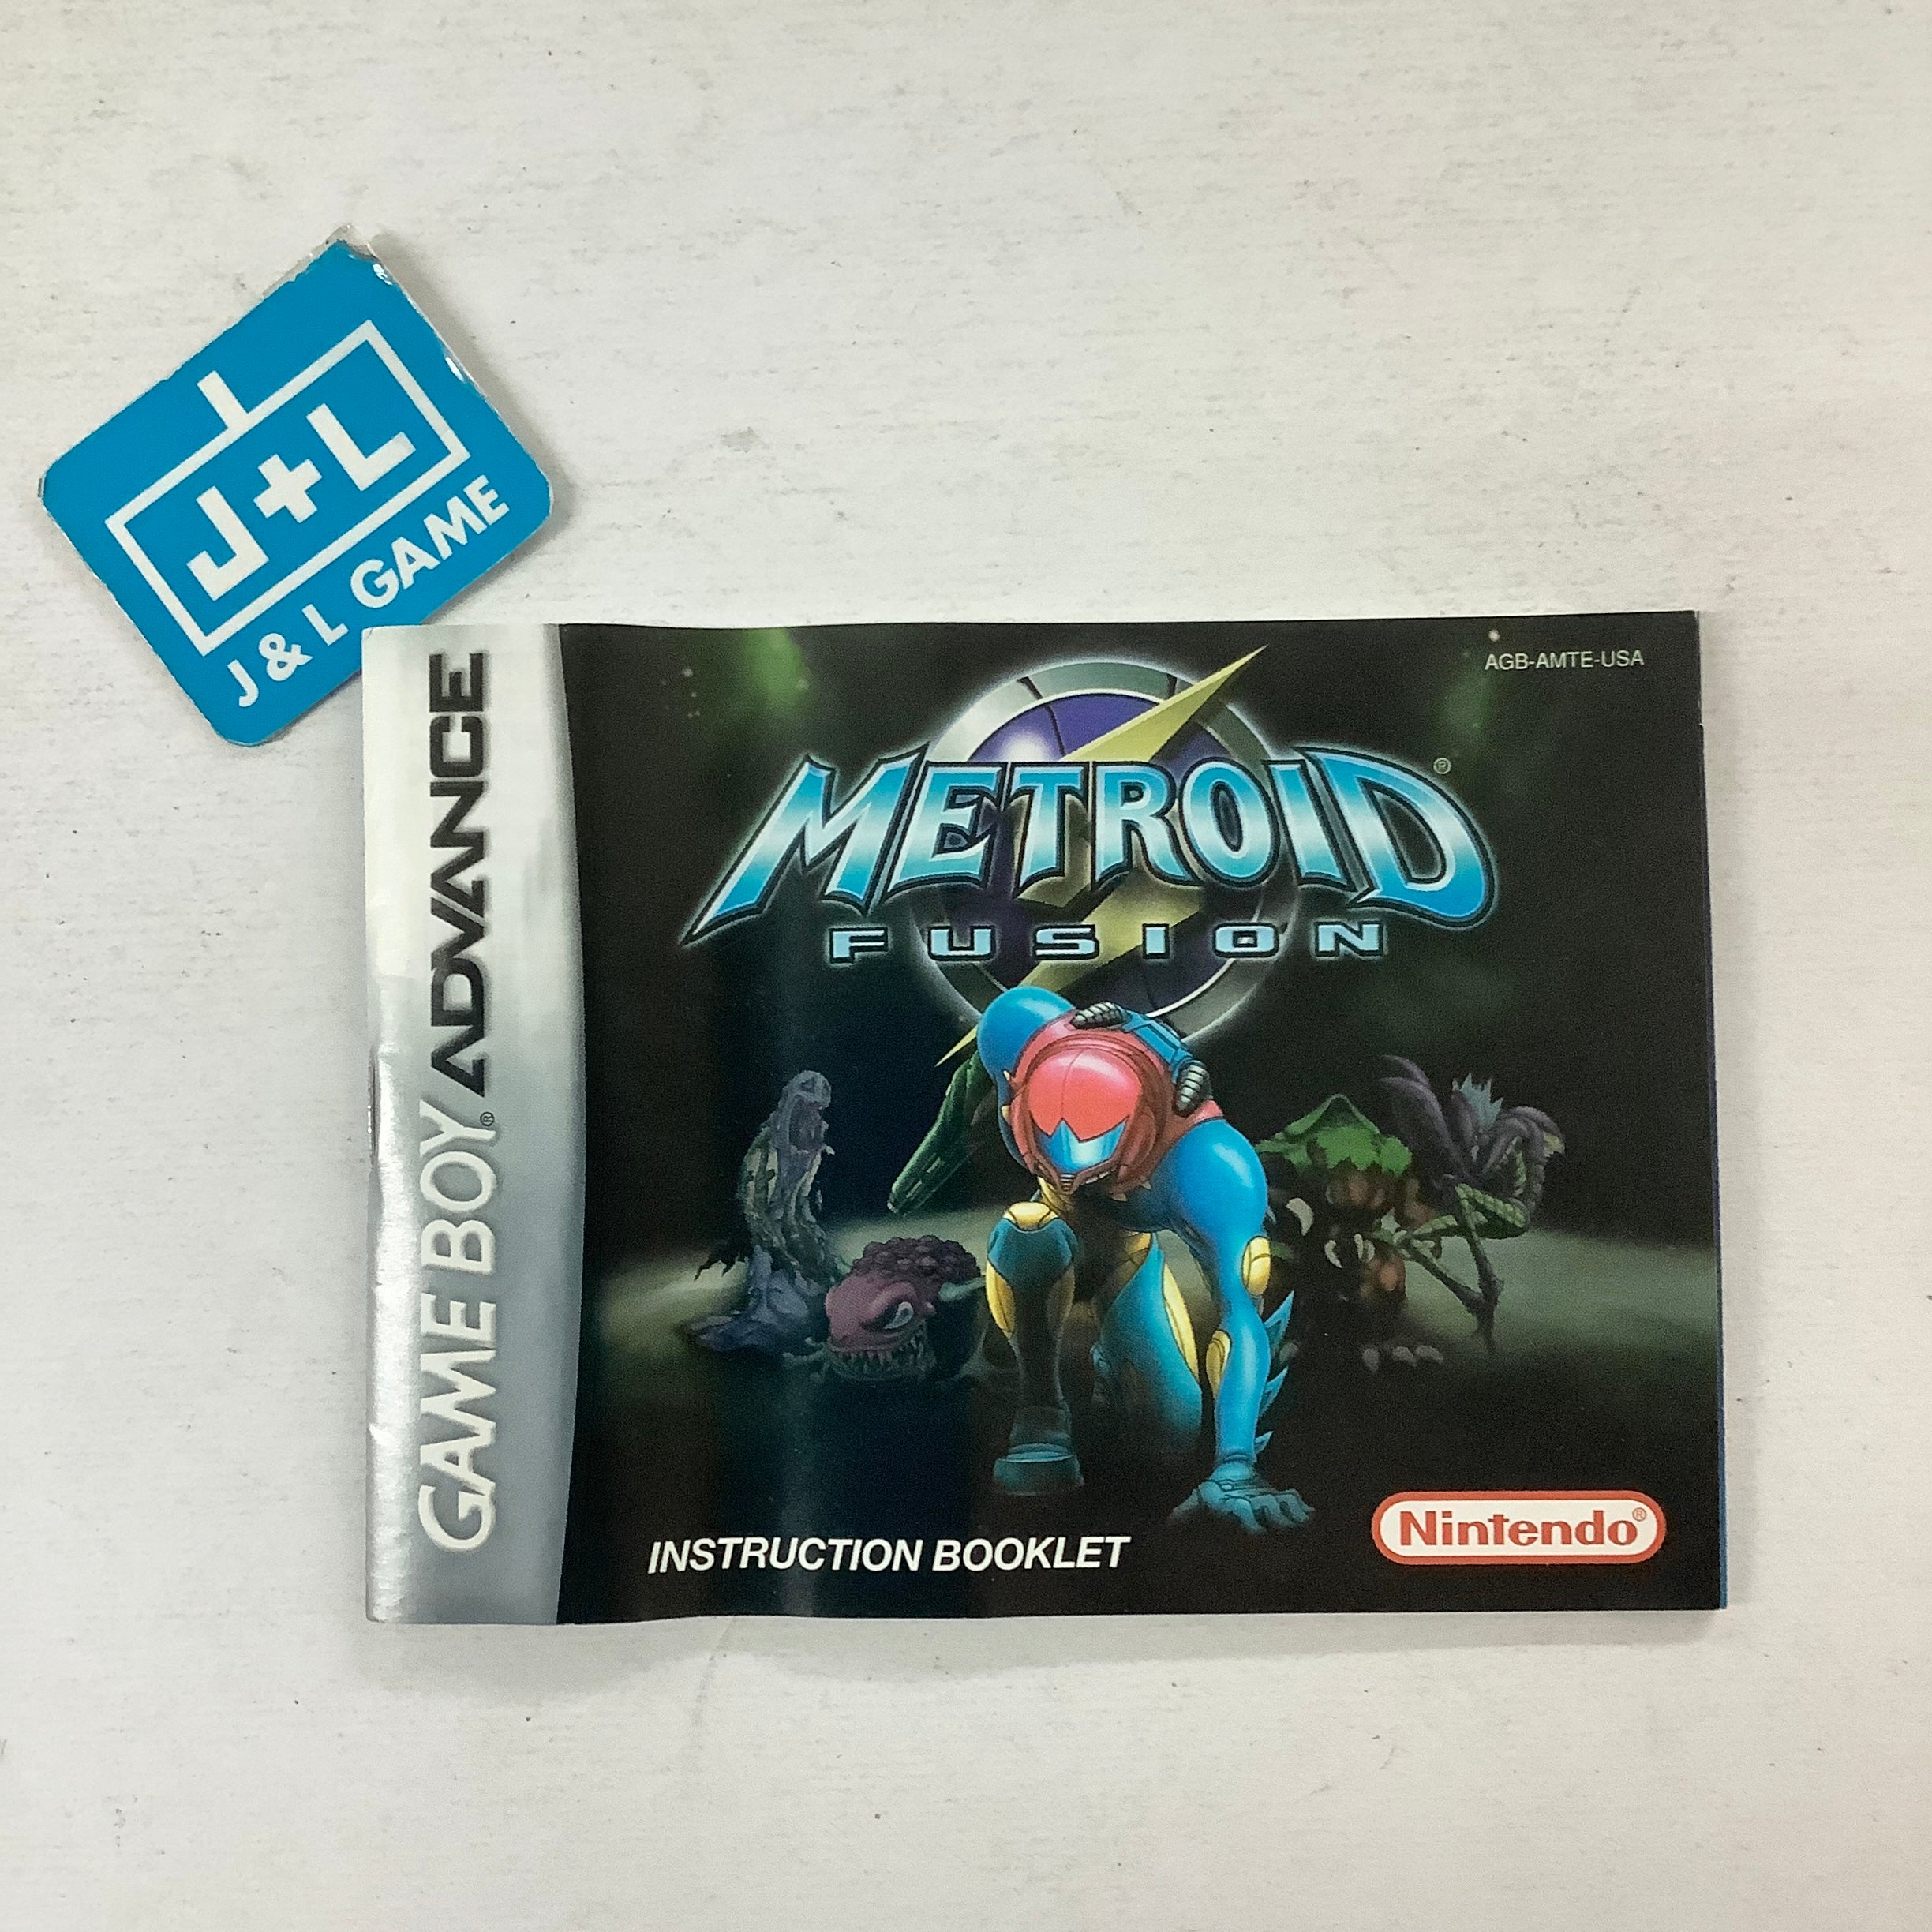 J+L
J & L GAME
GAME BOY® ADVANCE
AGB-AMTE-USA
METROID®
FUSION
INSTRUCTION BOOKLET
Nintendo®